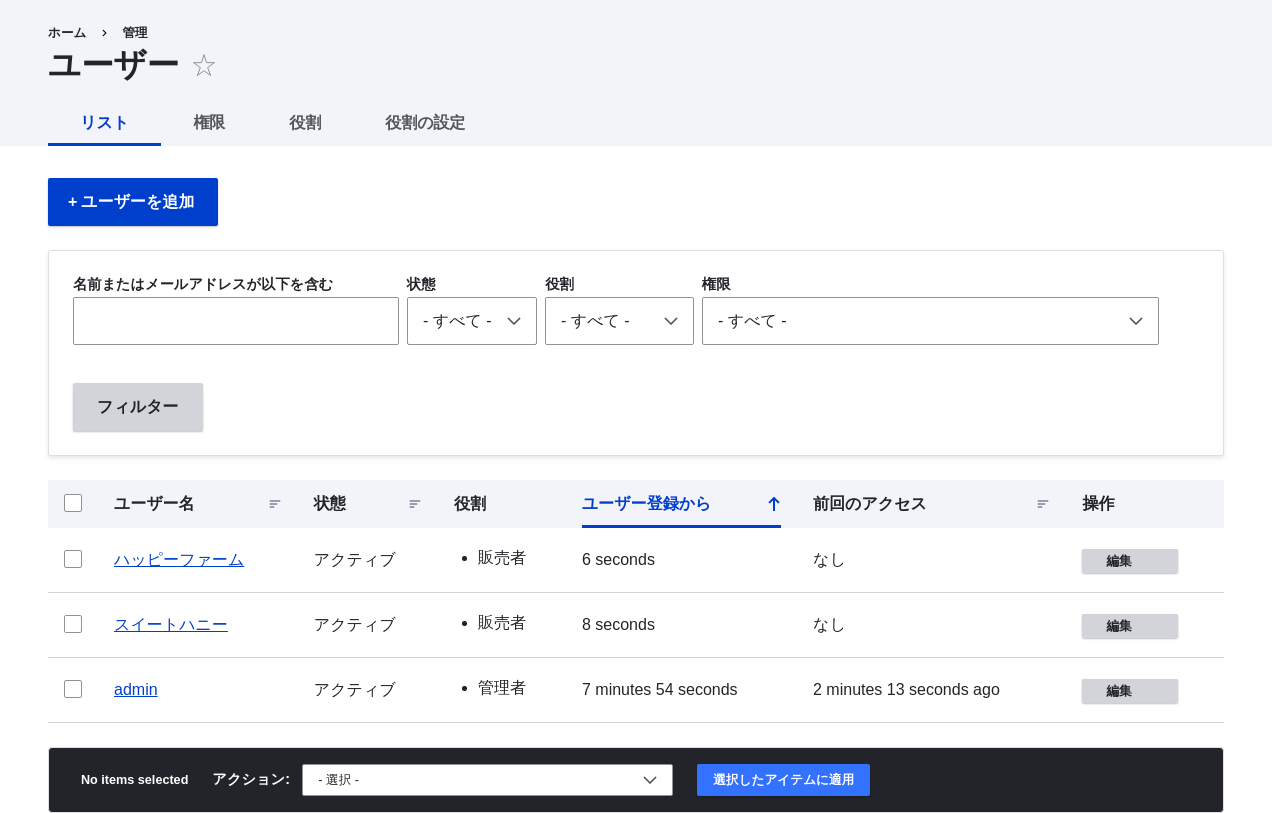 ホーム › 管理
ユーザー ☆
リスト 権限 役割 役割の設定
+ ユーザーを追加
名前またはメールアドレスが以下を含む 状態 役割 権限
- すべて - - すべて - - すべて -
フィルター
ユーザー名 状態 役割 ユーザー登録から 前回のアクセス 操作
ハッピーファーム アクティブ • 販売者 6 seconds なし 編集
スイートハニー アクティブ • 販売者 8 seconds なし 編集
admin アクティブ • 管理者 7 minutes 54 seconds 2 minutes 13 seconds ago 編集
No items selected アクション: - 選択 - 選択したアイテムに適用